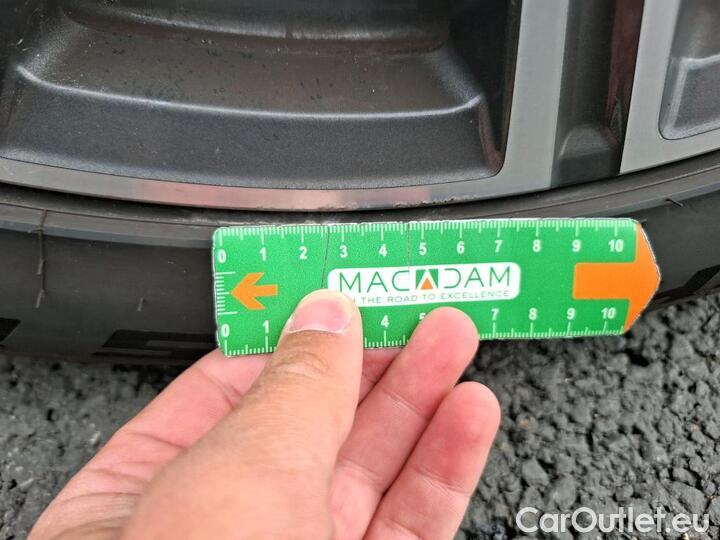 0 1 2 3 4 5 6 7 8 9 10
MACADAM
THE ROAD TO EXCELLENCE
0 1 4 5 7 8 9 10
CarOutlet.eu